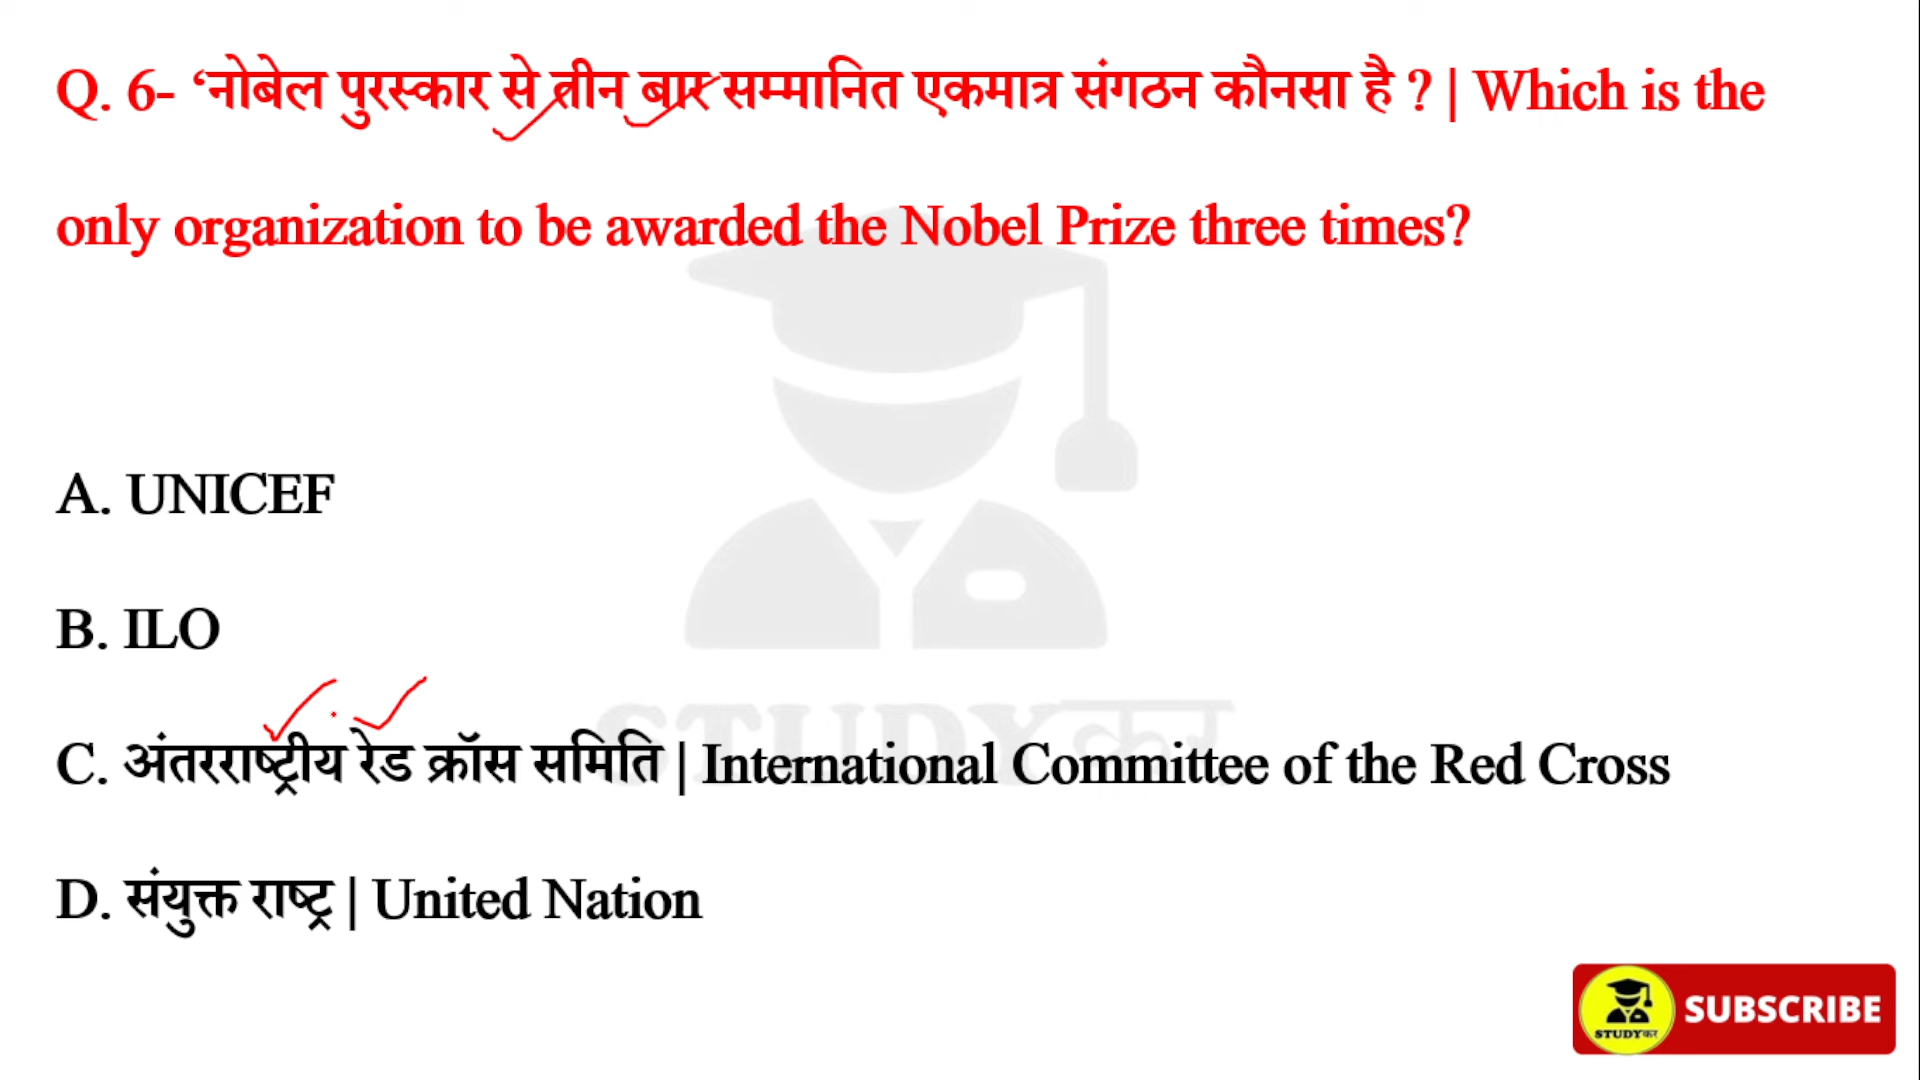 Q. 6- ‘नोबेल पुरस्कार से तीन बार सम्मानित एकमात्र संगठन कौनसा है ? | Which is the
only organization to be awarded the Nobel Prize three times?
A. UNICEF
B. ILO
C. अंतरराष्ट्रीय रेड क्रॉस समिति | International Committee of the Red Cross
STUDYकर
D. संयुक्त राष्ट्र | United Nation
STUDYकर
SUBSCRIBE